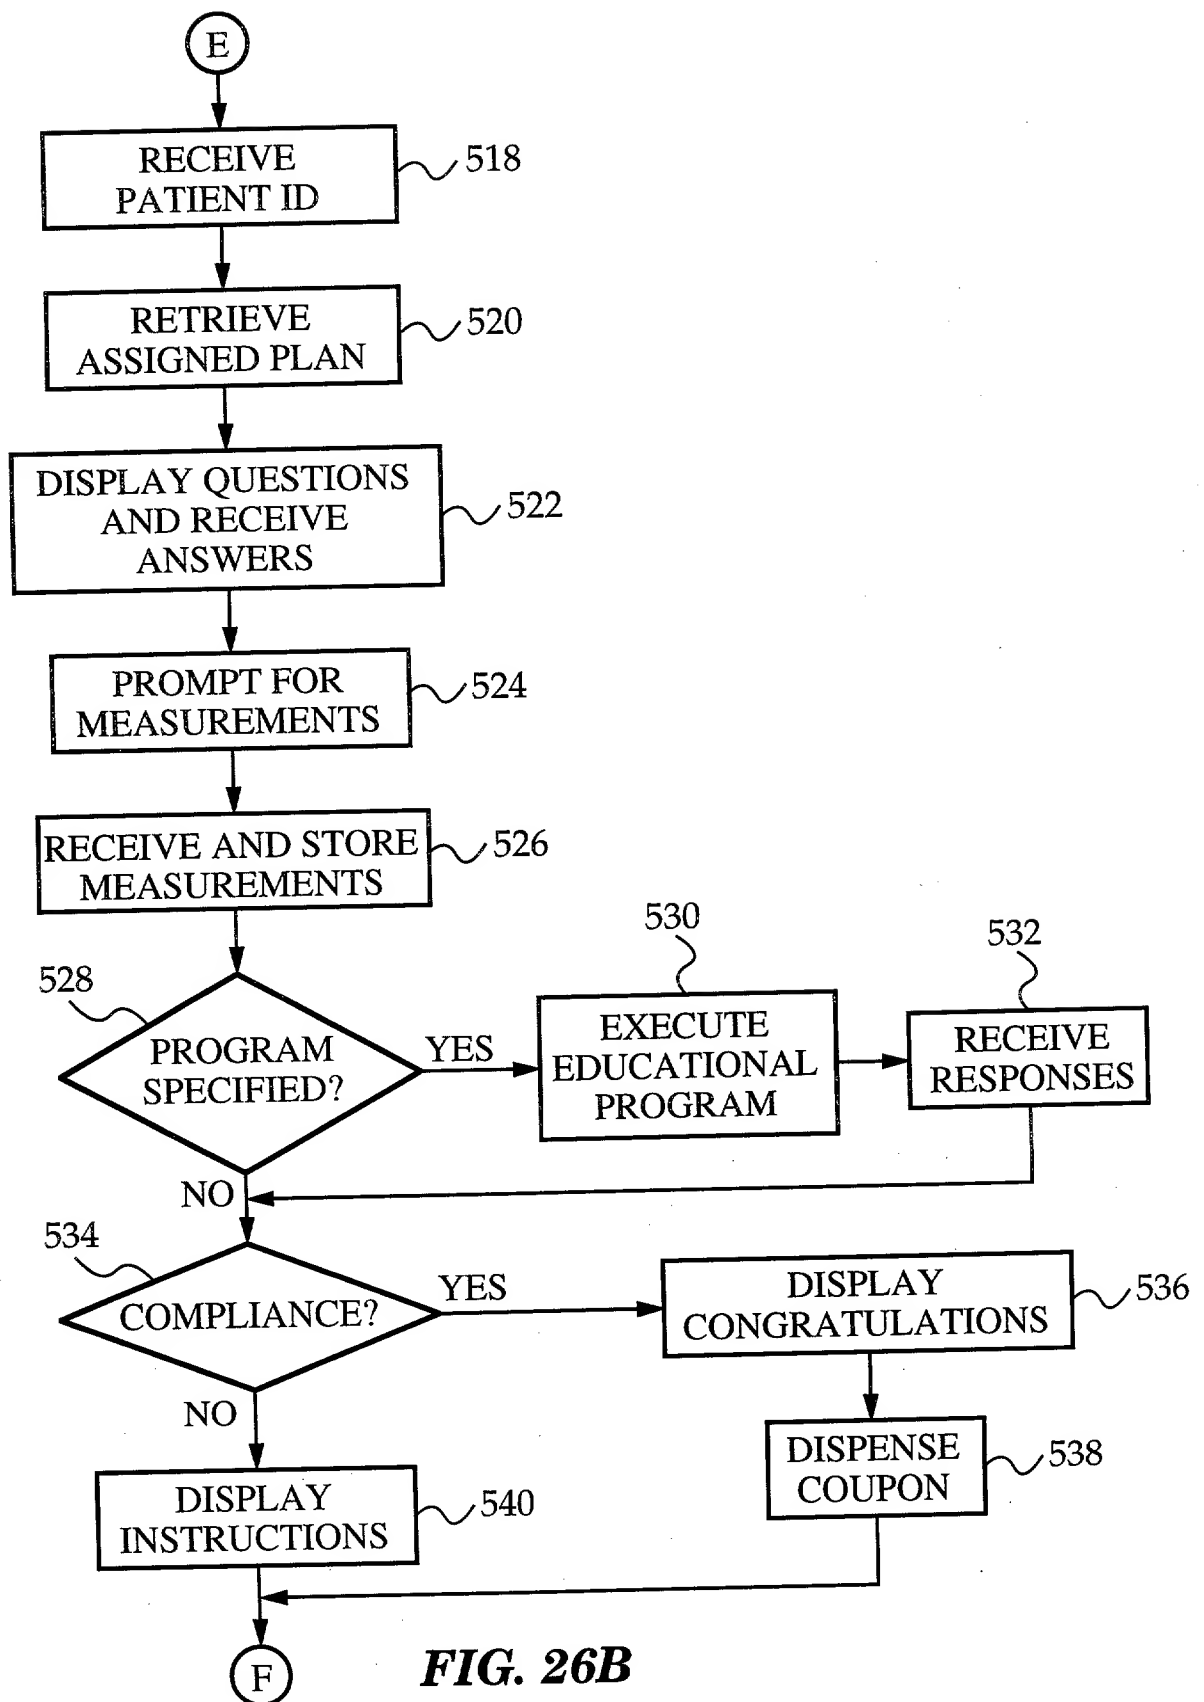 E
RECEIVE
PATIENT ID
518
RETRIEVE
ASSIGNED PLAN
520
DISPLAY QUESTIONS
AND RECEIVE
ANSWERS
522
PROMPT FOR
MEASUREMENTS
524
RECEIVE AND STORE
MEASUREMENTS
526
528
PROGRAM
SPECIFIED?
YES
530
EXECUTE
EDUCATIONAL
PROGRAM
532
RECEIVE
RESPONSES
NO
534
COMPLIANCE?
YES
DISPLAY
CONGRATULATIONS
536
NO
DISPENSE
COUPON
538
DISPLAY
INSTRUCTIONS
540
F
FIG. 26B